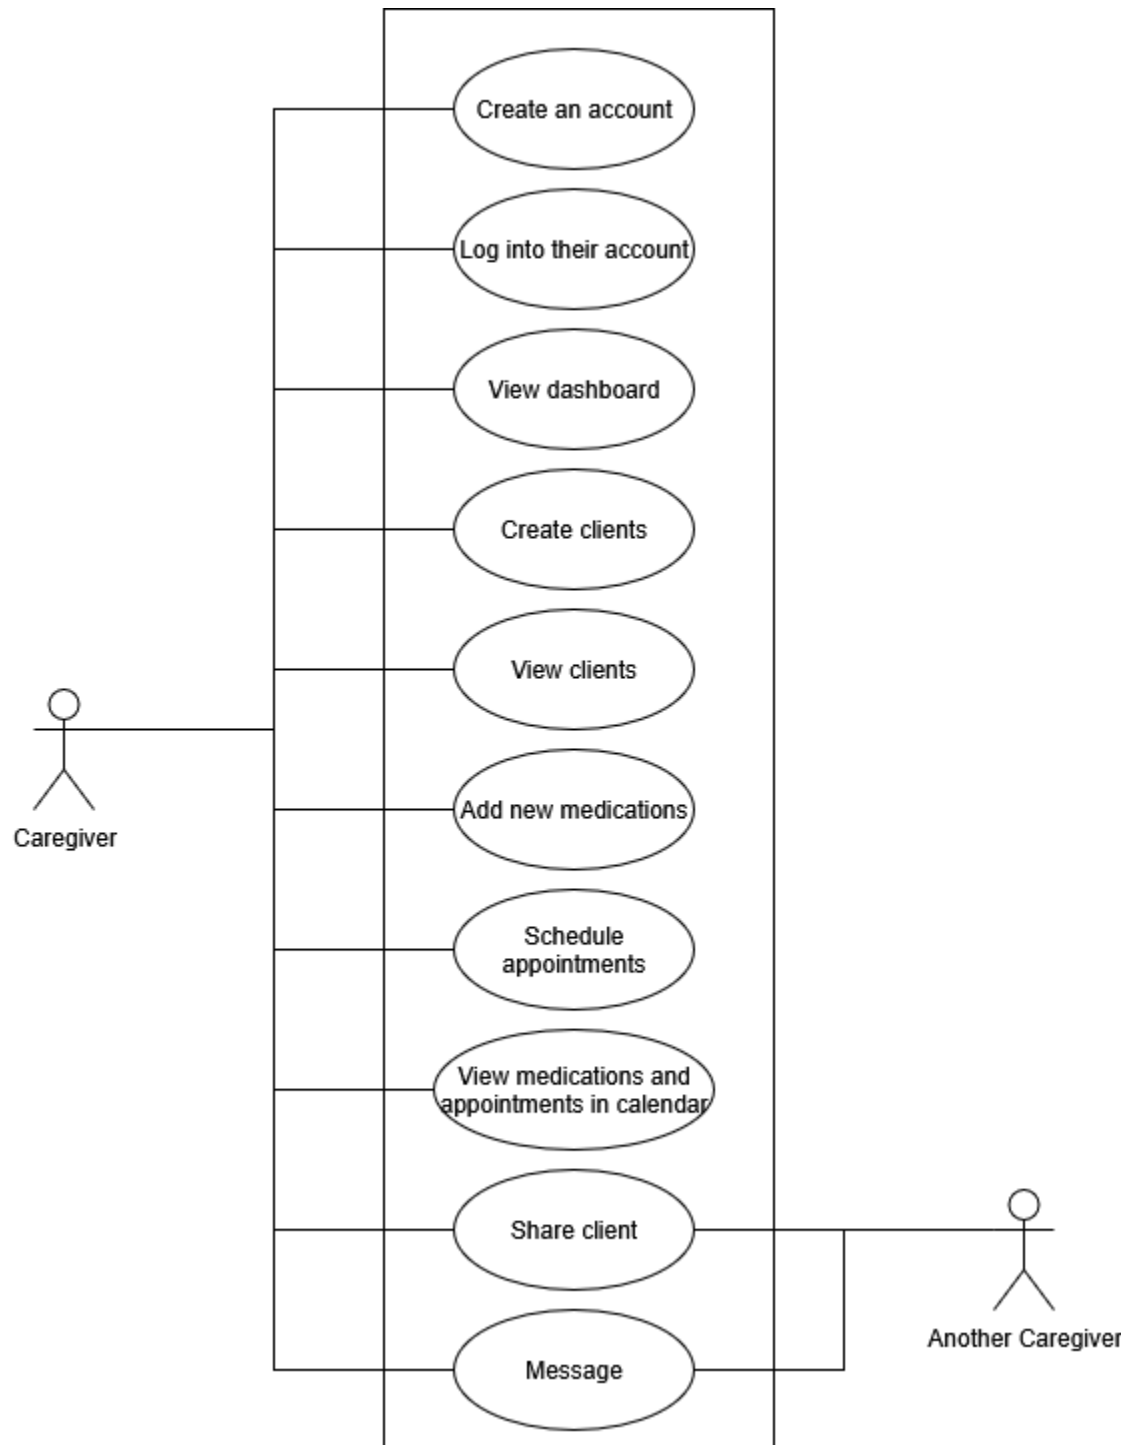 Create an account
Log into their account
View dashboard
Create clients
View clients
Add new medications
Caregiver
Schedule
appointments
View medications and
appointments in calendar
Share client
Another Caregiver
Message